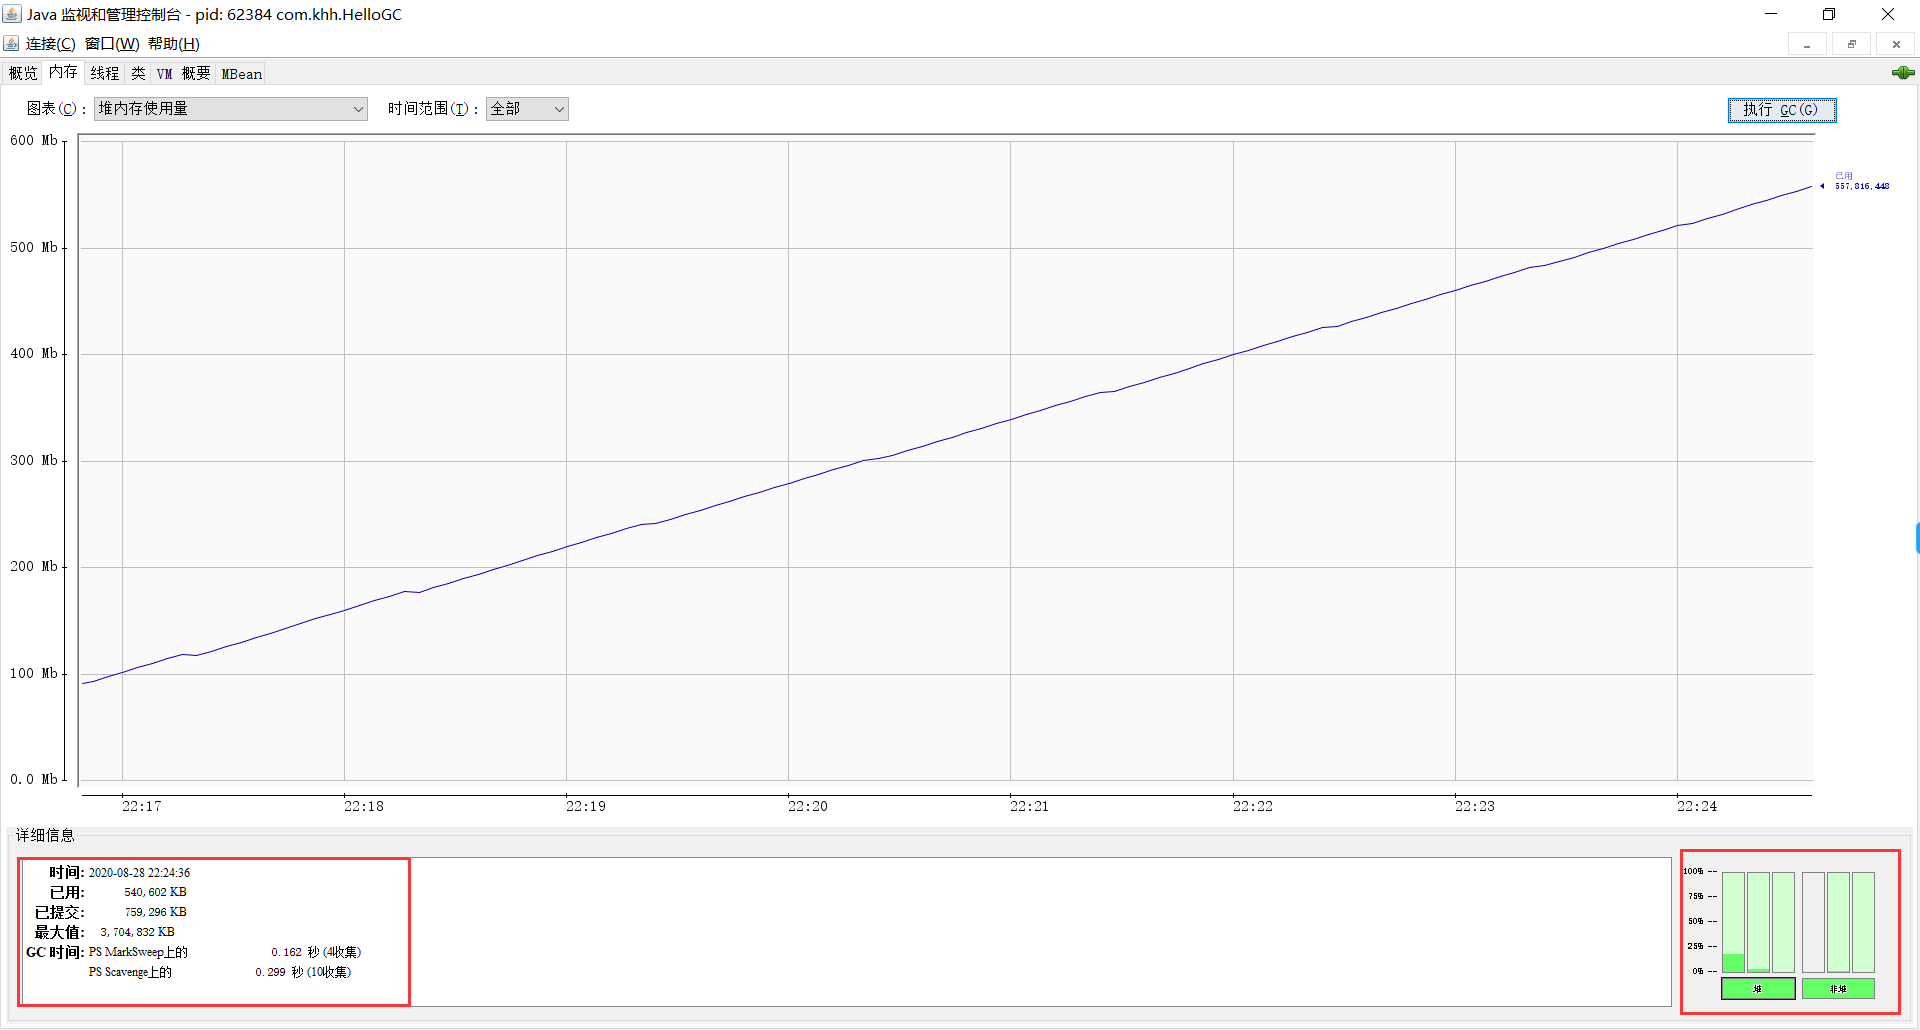 Java 监视和管理控制台 - pid: 62384 com.khh.HelloGC
连接(C) 窗口(W) 帮助(H)
概览 内存 线程 类 VM 概要 MBean
图表(C): 堆内存使用量 时间范围(T): 全部 执行 GC(G)
600 Mb
已用
557,816,448
500 Mb
400 Mb
300 Mb
200 Mb
100 Mb
0.0 Mb
22:17 22:18 22:19 22:20 22:21 22:22 22:23 22:24
详细信息
时间: 2020-08-28 22:24:36
已用: 540,602 KB
已提交: 759,296 KB
最大值: 3,704,832 KB
GC 时间: PS MarkSweep上的 0.162 秒 (4收集)
PS Scavenge上的 0.299 秒 (10收集)
100% --
75% --
50% --
25% --
0% --
堆 非堆